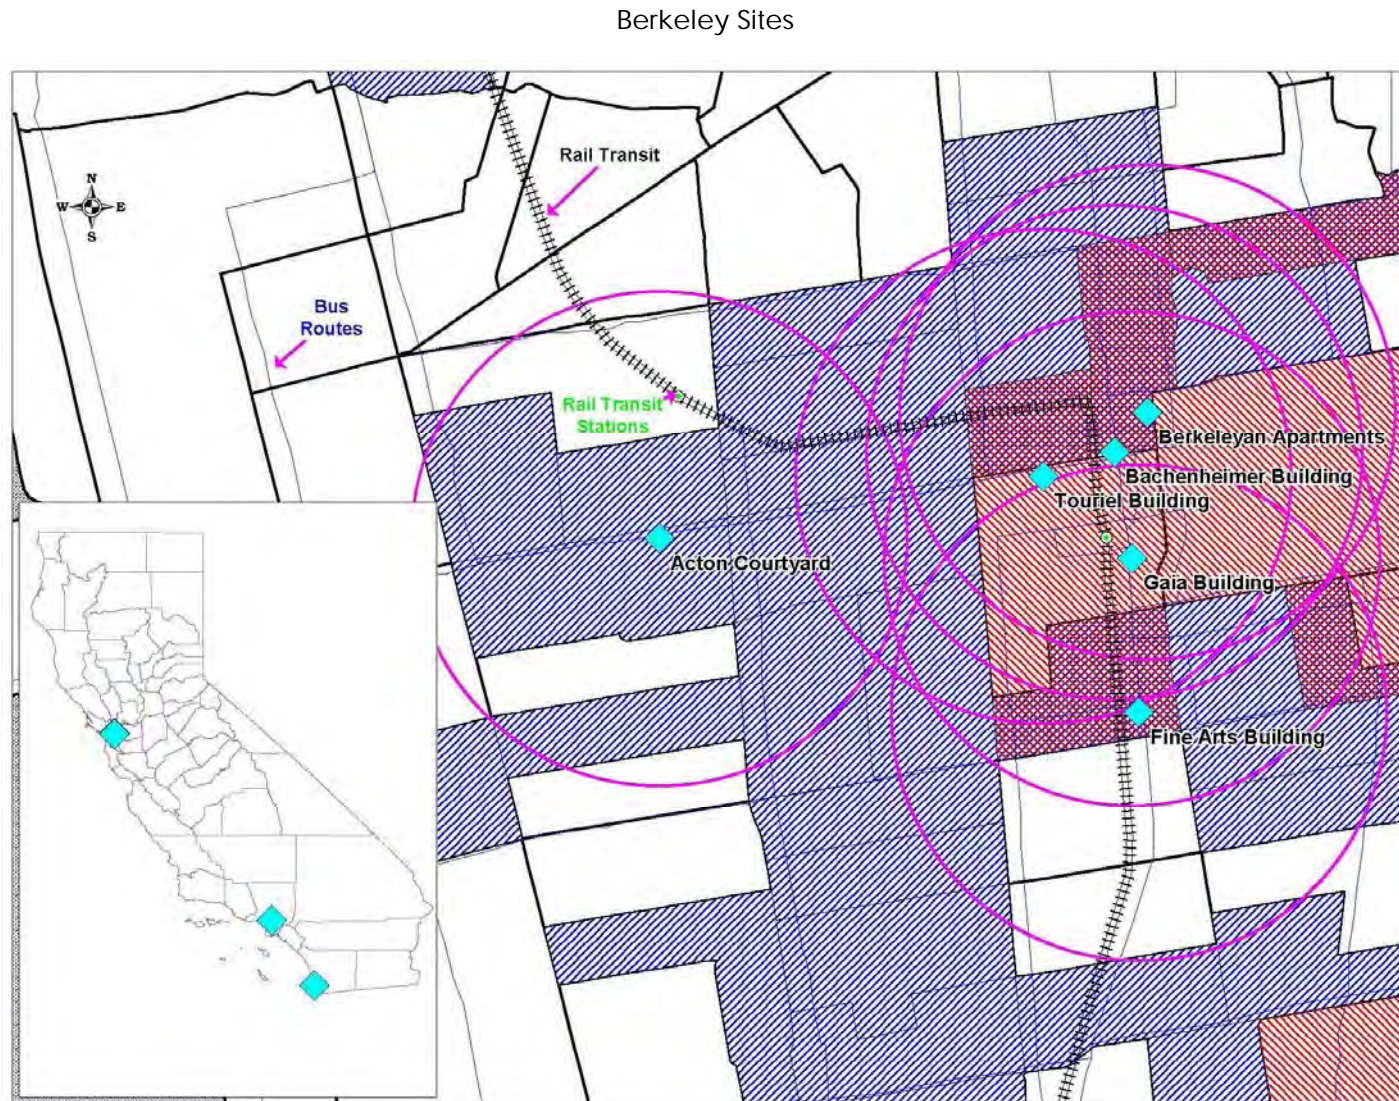 Berkeley Sites
Rail Transit
N
W E
S
Bus
Routes
Rail Transit
Stations
Berkeleyan Apartments
Bachenheimer Building
Touriel Building
Acton Courtyard
Gaia Building
Fine Arts Building